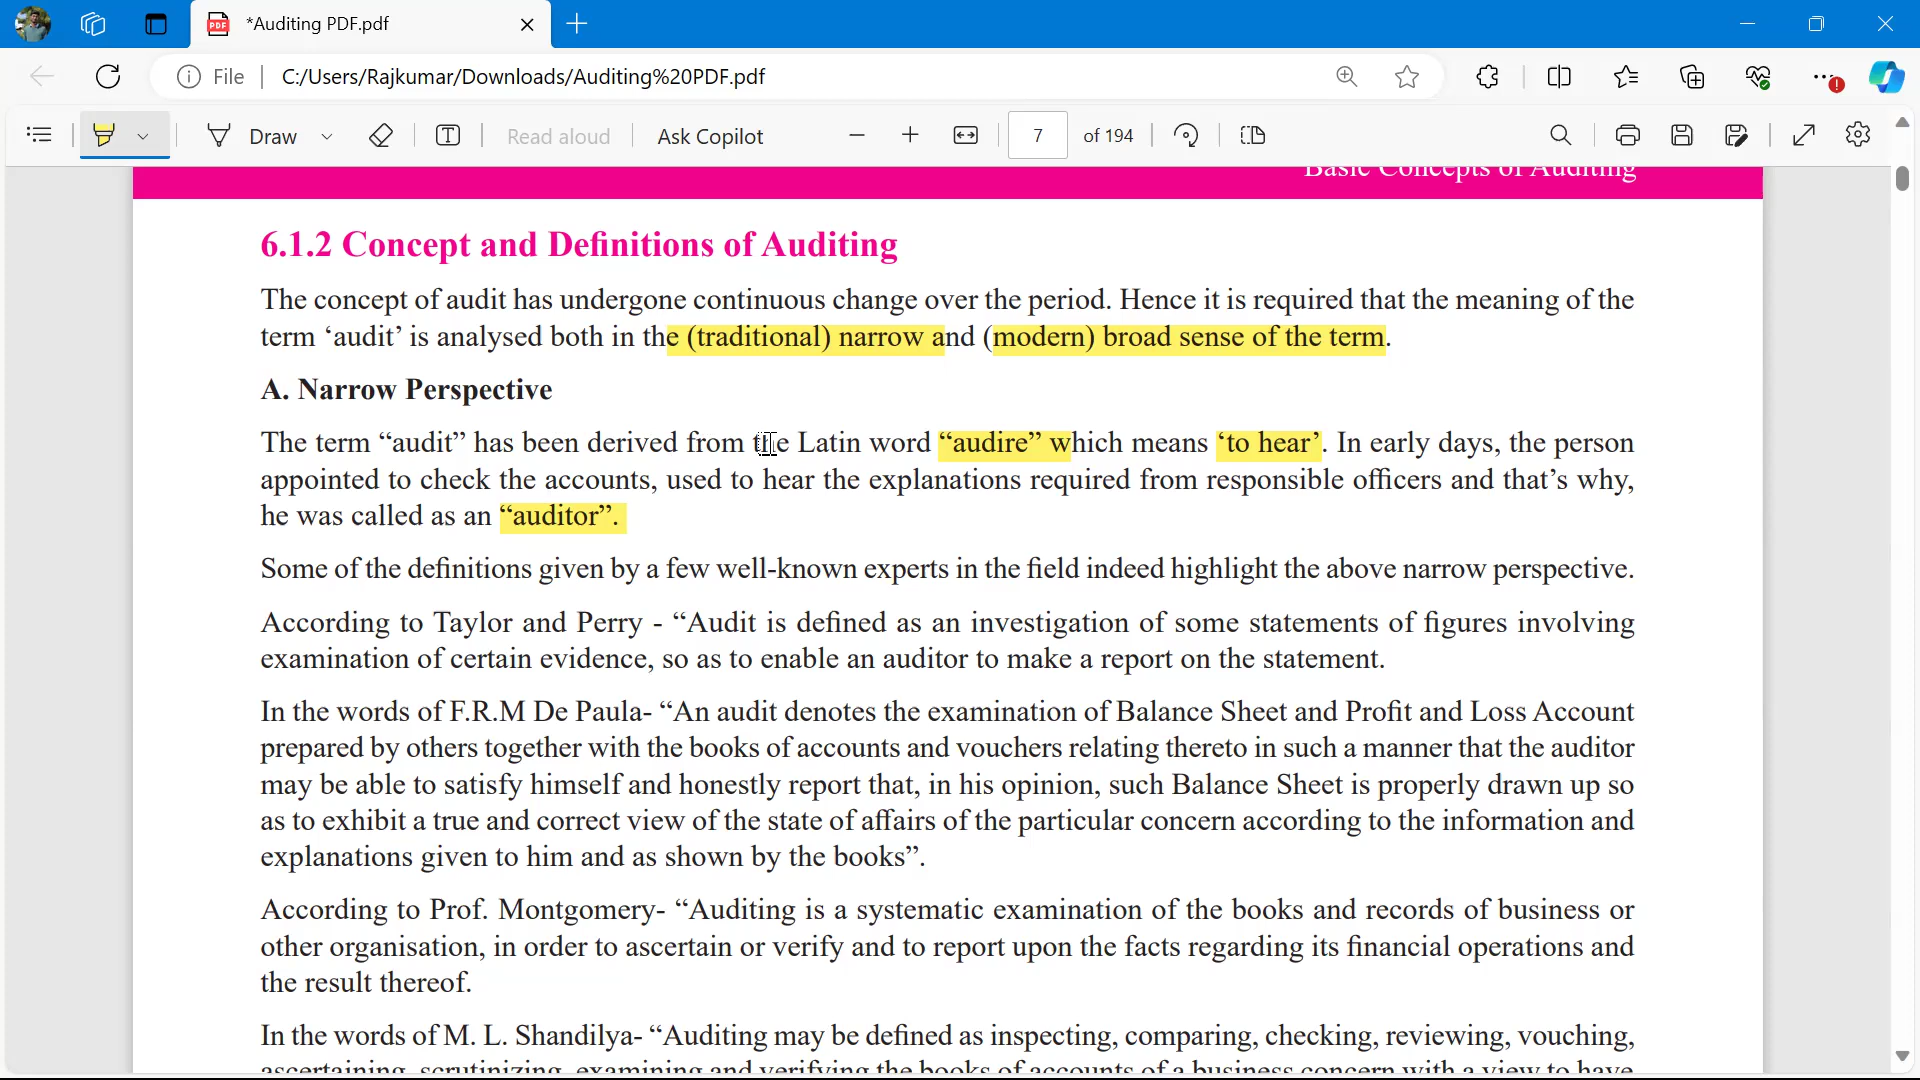 *Auditing PDF.pdf
File
C:/Users/Rajkumar/Downloads/Auditing%20PDF.pdf
Draw
Read aloud
Ask Copilot
7 of 194
Basic Concepts of Auditing
6.1.2 Concept and Definitions of Auditing
The concept of audit has undergone continuous change over the period. Hence it is required that the meaning of the
term ‘audit’ is analysed both in the (traditional) narrow and (modern) broad sense of the term.
A. Narrow Perspective
The term “audit” has been derived from the Latin word “audire” which means ‘to hear’. In early days, the person
appointed to check the accounts, used to hear the explanations required from responsible officers and that’s why,
he was called as an “auditor”.
Some of the definitions given by a few well-known experts in the field indeed highlight the above narrow perspective.
According to Taylor and Perry - “Audit is defined as an investigation of some statements of figures involving
examination of certain evidence, so as to enable an auditor to make a report on the statement.
In the words of F.R.M De Paula- “An audit denotes the examination of Balance Sheet and Profit and Loss Account
prepared by others together with the books of accounts and vouchers relating thereto in such a manner that the auditor
may be able to satisfy himself and honestly report that, in his opinion, such Balance Sheet is properly drawn up so
as to exhibit a true and correct view of the state of affairs of the particular concern according to the information and
explanations given to him and as shown by the books”.
According to Prof. Montgomery- “Auditing is a systematic examination of the books and records of business or
other organisation, in order to ascertain or verify and to report upon the facts regarding its financial operations and
the result thereof.
In the words of M. L. Shandilya- “Auditing may be defined as inspecting, comparing, checking, reviewing, vouching,
ascertaining, scrutinizing, examining and verifying the books of accounts of a business concern with a view to have